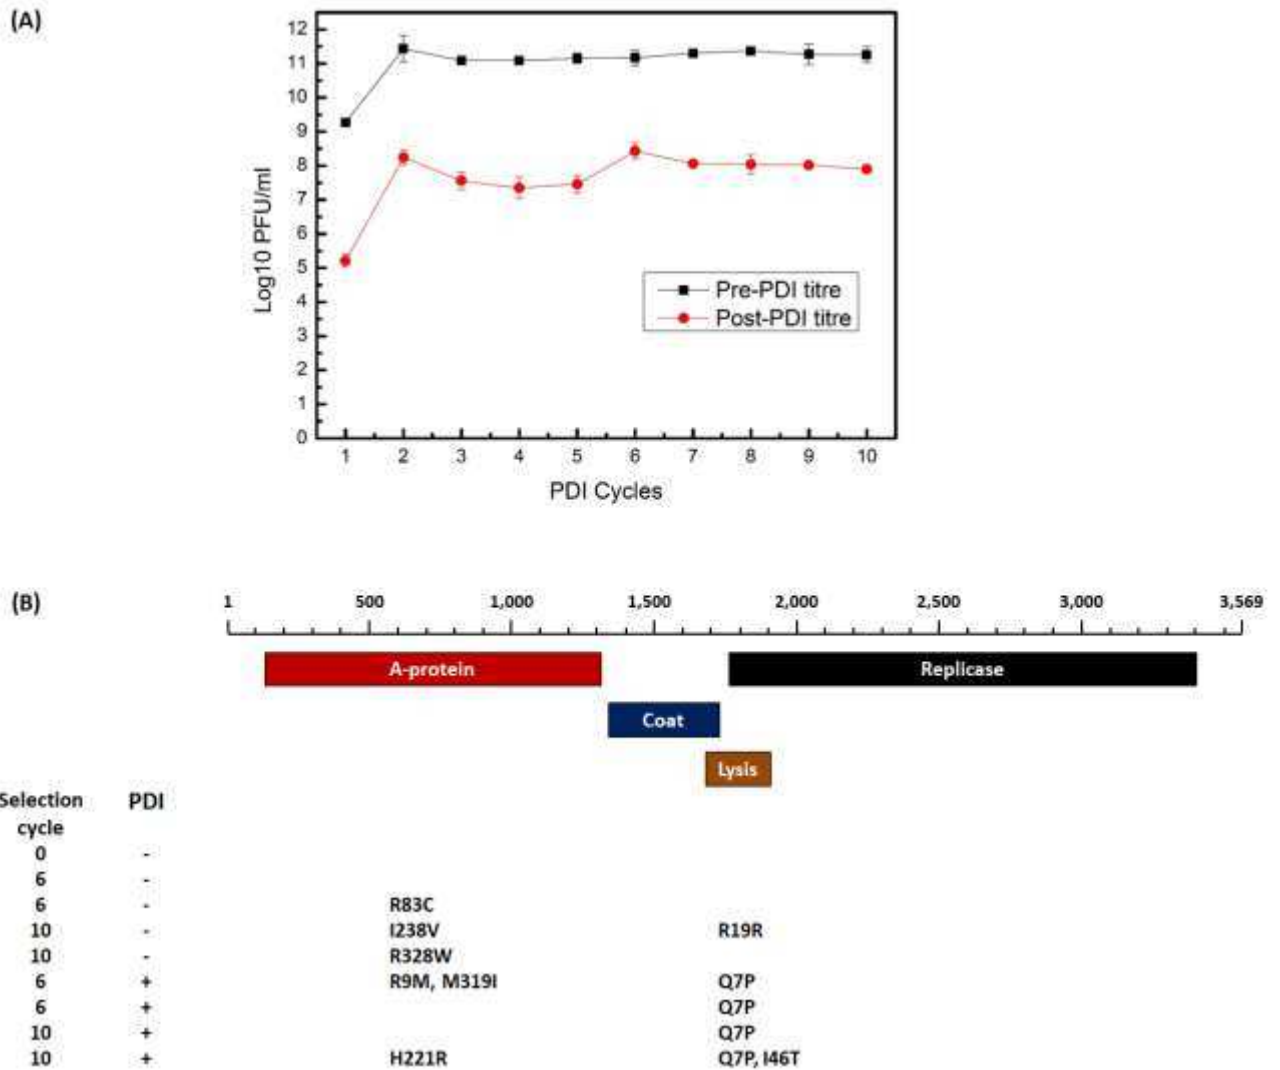 (A)
12
11
10
9
8
7
6
5
4
3
2
1
0
Log10 PFU/ml
Pre-PDI titre
Post-PDI titre
1 2 3 4 5 6 7 8 9 10
PDI Cycles
(B)
1 500 1,000 1,500 2,000 2,500 3,000 3,569
A-protein Replicase
Coat
Lysis
Selection PDI
cycle
0 -
6 -
6 - R83C
10 - I238V R19R
10 - R328W
6 + R9M, M319I Q7P
6 + Q7P
10 + Q7P
10 + H221R Q7P, I46T